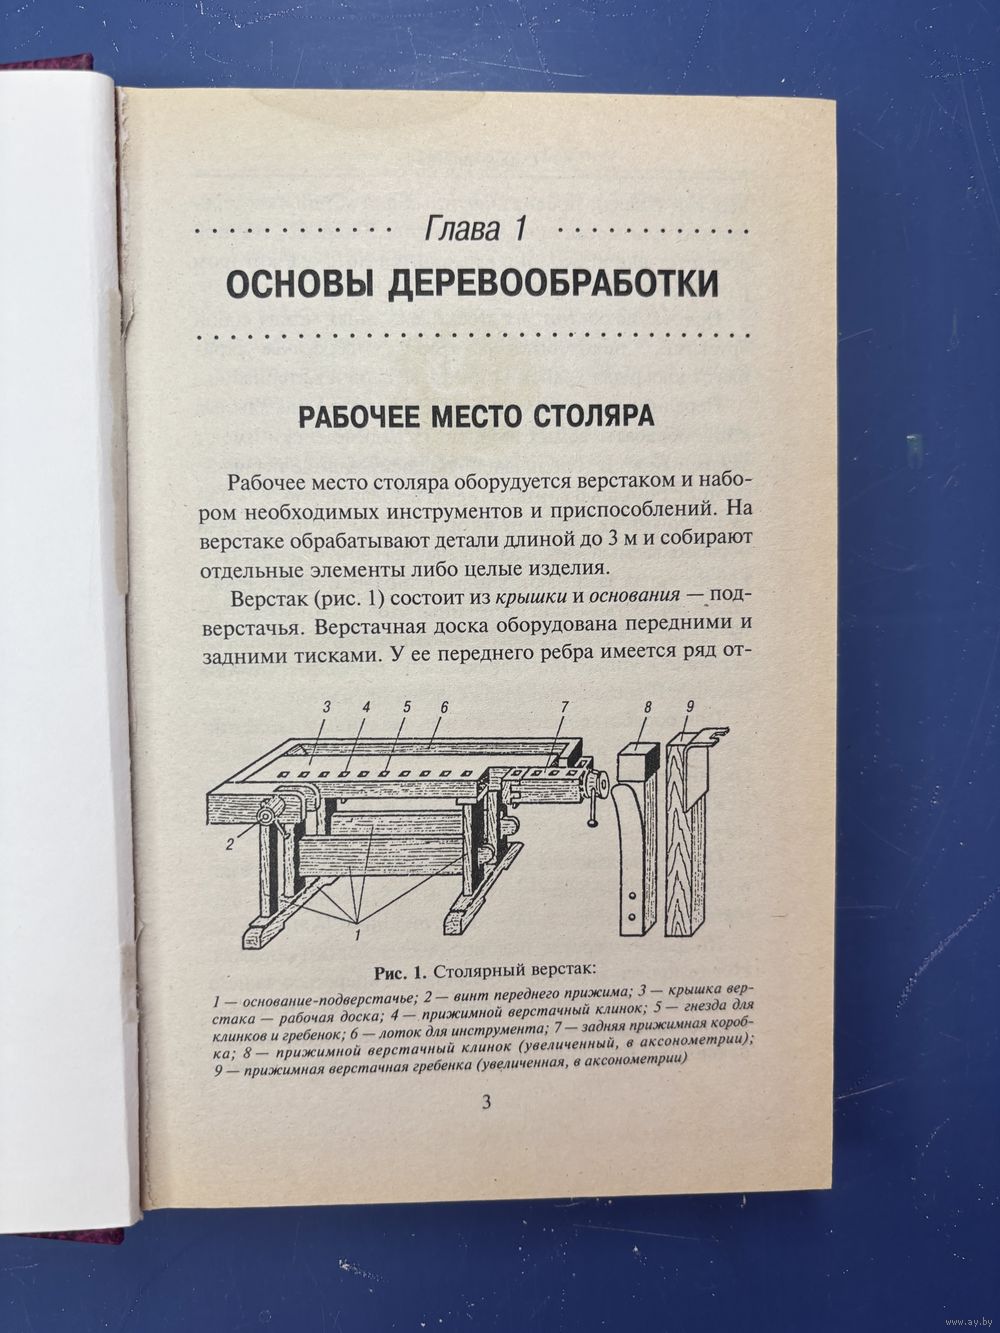 Глава 1
ОСНОВЫ ДЕРЕВООБРАБОТКИ
РАБОЧЕЕ МЕСТО СТОЛЯРА
Рабочее место столяра оборудуется верстаком и набо-
ром необходимых инструментов и приспособлений. На
верстаке обрабатывают детали длиной до 3 м и собирают
отдельные элементы либо целые изделия.
Верстак (рис. 1) состоит из крышки и основания — под-
верстачья. Верстачная доска оборудована передними и
задними тисками. У ее переднего ребра имеется ряд от-
3 4 5 6 7 8 9
2
1
Рис. 1. Столярный верстак:
1 — основание-подверстачье; 2 — винт переднего прижима; 3 — крышка вер-
стака — рабочая доска; 4 — прижимной верстачный клинок; 5 — гнезда для
клинков и гребенок; 6 — лоток для инструмента; 7 — задняя прижимная короб-
ка; 8 — прижимной верстачный клинок (увеличенный, в аксонометрии);
9 — прижимная верстачная гребенка (увеличенная, в аксонометрии)
3
www.ay.by